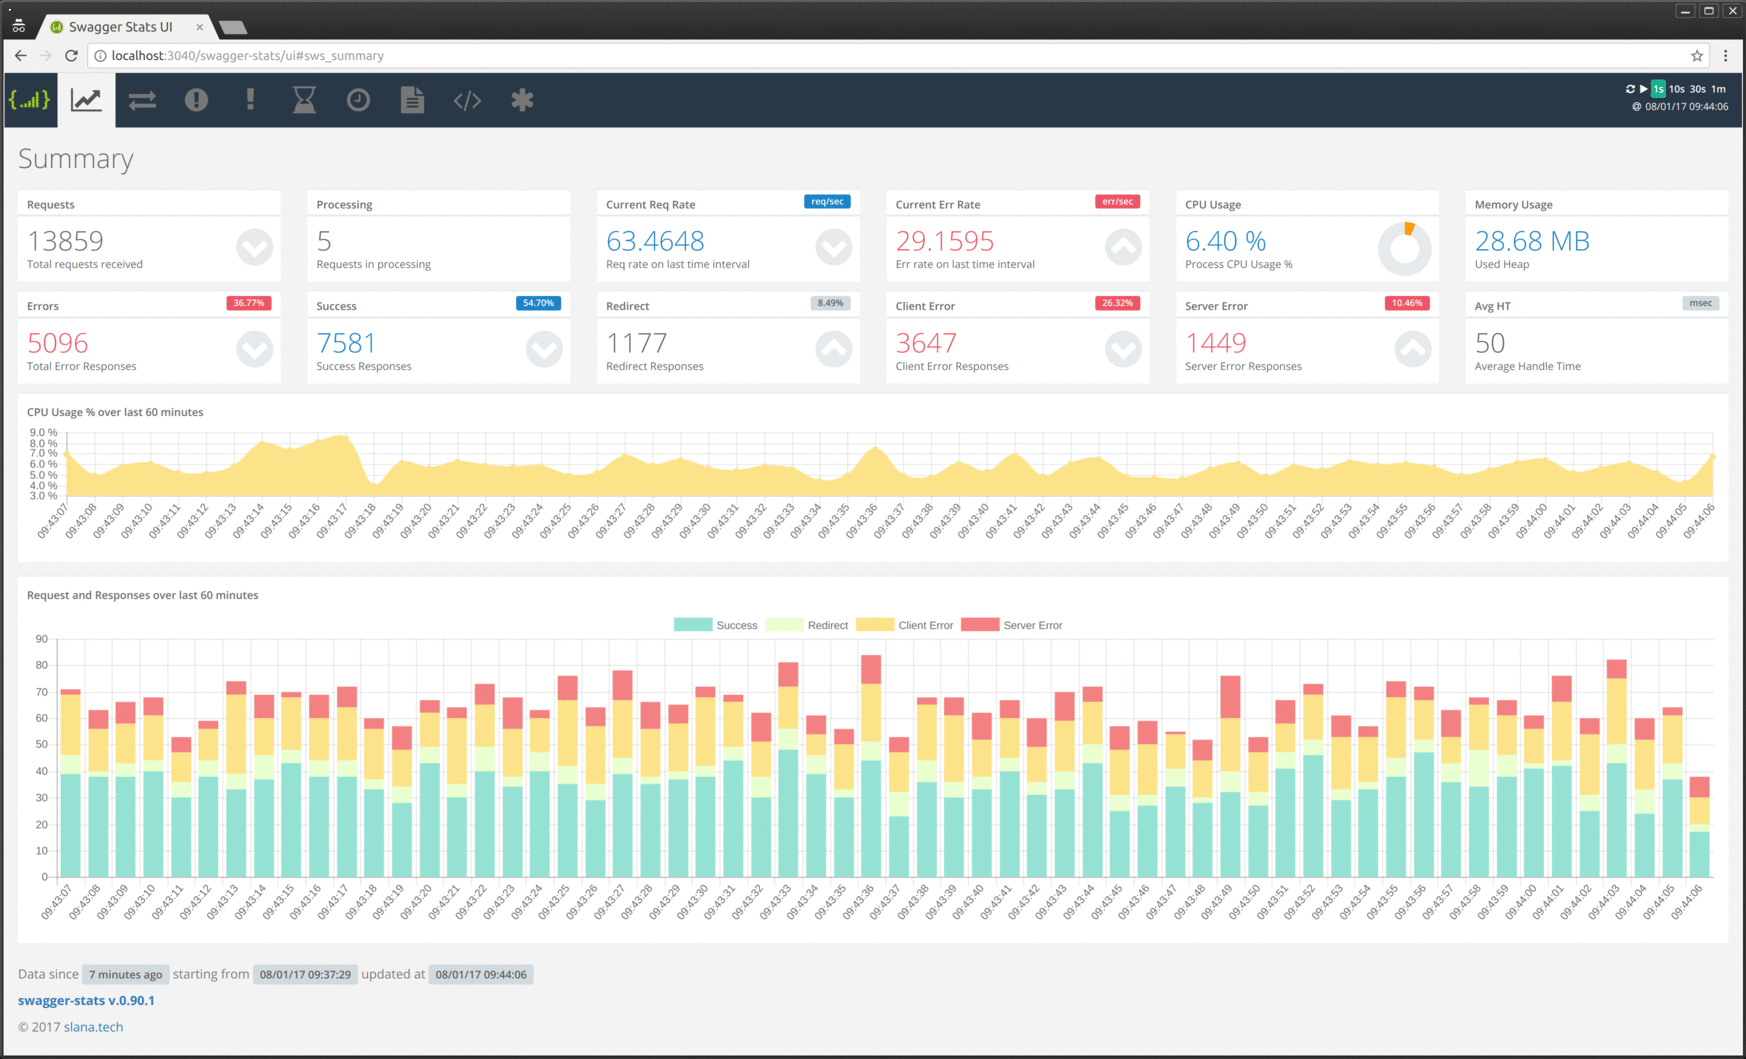 Swagger Stats UI
localhost:3040/swagger-stats/ui#sws_summary
1s 10s 30s 1m
@ 08/01/17 09:44:06
Summary
Requests
13859
Total requests received
Processing
5
Requests in processing
Current Req Rate req/sec
63.4648
Req rate on last time interval
Current Err Rate err/sec
29.1595
Err rate on last time interval
CPU Usage
6.40 %
Process CPU Usage %
Memory Usage
28.68 MB
Used Heap
Errors 36.77%
5096
Total Error Responses
Success 54.70%
7581
Success Responses
Redirect 8.49%
1177
Redirect Responses
Client Error 26.32%
3647
Client Error Responses
Server Error 10.46%
1449
Server Error Responses
Avg HT msec
50
Average Handle Time
CPU Usage % over last 60 minutes
9.0 %
8.0 %
7.0 %
6.0 %
5.0 %
4.0 %
3.0 %
09:43:07 09:43:08 09:43:09 09:43:10 09:43:11 09:43:12 09:43:13 09:43:14 09:43:15 09:43:16 09:43:17 09:43:18 09:43:19 09:43:20 09:43:21 09:43:22 09:43:23 09:43:24 09:43:25 09:43:26 09:43:27 09:43:28 09:43:29 09:43:30 09:43:31 09:43:32 09:43:33 09:43:34 09:43:35 09:43:36 09:43:37 09:43:38 09:43:39 09:43:40 09:43:41 09:43:42 09:43:43 09:43:44 09:43:45 09:43:46 09:43:47 09:43:48 09:43:49 09:43:50 09:43:51 09:43:52 09:43:53 09:43:54 09:43:55 09:43:56 09:43:57 09:43:58 09:43:59 09:44:00 09:44:01 09:44:02 09:44:03 09:44:04 09:44:05 09:44:06
Request and Responses over last 60 minutes
Success Redirect Client Error Server Error
90
80
70
60
50
40
30
20
10
0
09:43:07 09:43:08 09:43:09 09:43:10 09:43:11 09:43:12 09:43:13 09:43:14 09:43:15 09:43:16 09:43:17 09:43:18 09:43:19 09:43:20 09:43:21 09:43:22 09:43:23 09:43:24 09:43:25 09:43:26 09:43:27 09:43:28 09:43:29 09:43:30 09:43:31 09:43:32 09:43:33 09:43:34 09:43:35 09:43:36 09:43:37 09:43:38 09:43:39 09:43:40 09:43:41 09:43:42 09:43:43 09:43:44 09:43:45 09:43:46 09:43:47 09:43:48 09:43:49 09:43:50 09:43:51 09:43:52 09:43:53 09:43:54 09:43:55 09:43:56 09:43:57 09:43:58 09:43:59 09:44:00 09:44:01 09:44:02 09:44:03 09:44:04 09:44:05 09:44:06
Data since 7 minutes ago starting from 08/01/17 09:37:29 updated at 08/01/17 09:44:06
swagger-stats v.0.90.1
© 2017 slana.tech